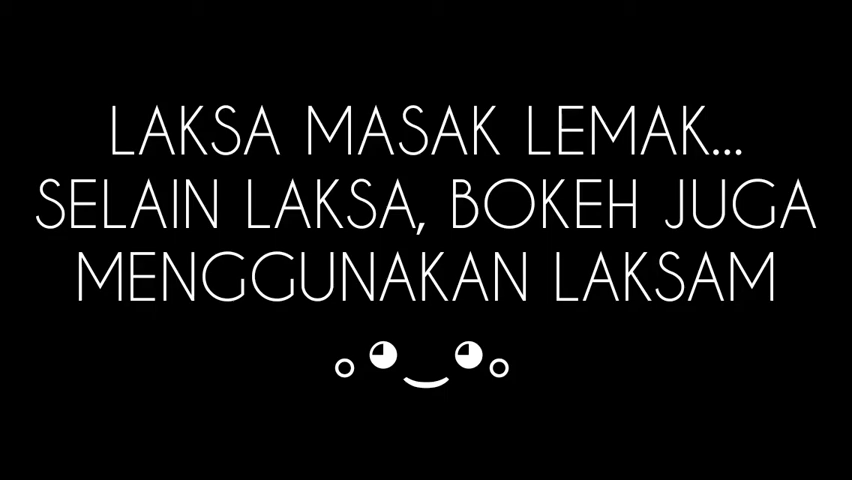 LAKSA MASAK LEMAK...
SELAIN LAKSA, BOKEH JUGA
MENGGUNAKAN LAKSAM